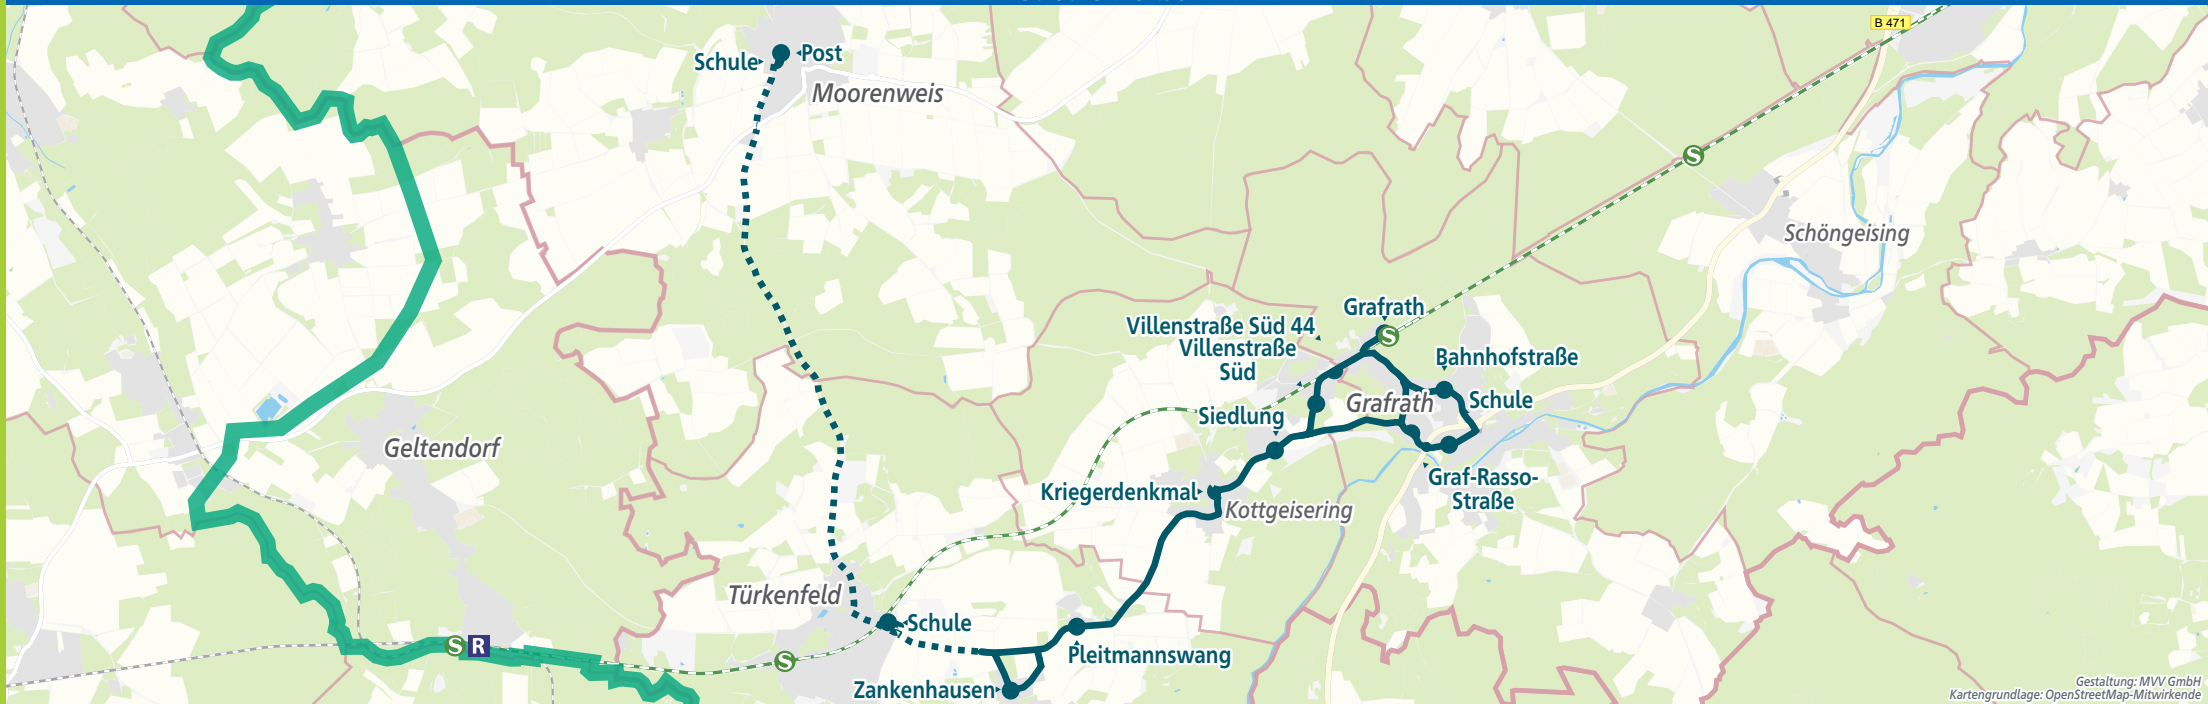 B 471
Schule
Post
Moorenweis
Schöngeising
Grafrath
Villenstraße Süd 44
Villenstraße
Süd
Bahnhofstraße
Siedlung
Grafrath
Schule
Geltendorf
Kriegerdenkmal
Kottgeisering
Graf-Rasso-
Straße
Türkenfeld
Schule
S
R
S
S
S
Pleitmannswang
Zankenhausen
Gestaltung: MVV GmbH
Kartengrundlage: OpenStreetMap-Mitwirkende